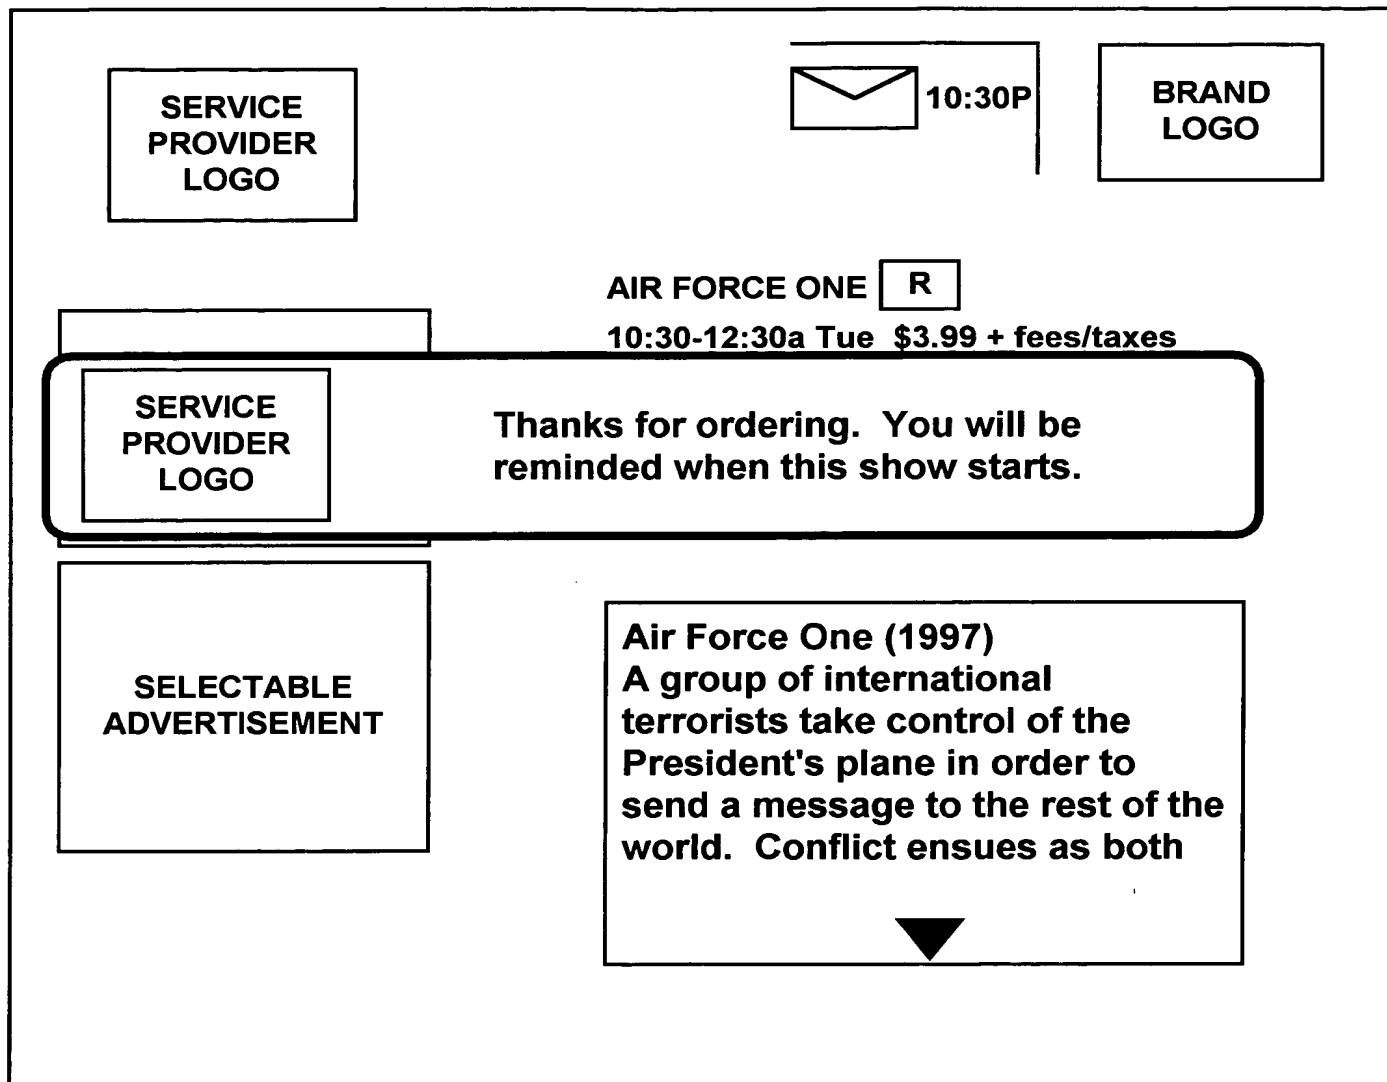 SERVICE
PROVIDER
LOGO
10:30P
BRAND
LOGO
AIR FORCE ONE R
10:30-12:30a Tue $3.99 + fees/taxes
SERVICE
PROVIDER
LOGO
Thanks for ordering. You will be
reminded when this show starts.
SELECTABLE
ADVERTISEMENT
Air Force One (1997)
A group of international
terrorists take control of the
President's plane in order to
send a message to the rest of the
world. Conflict ensues as both